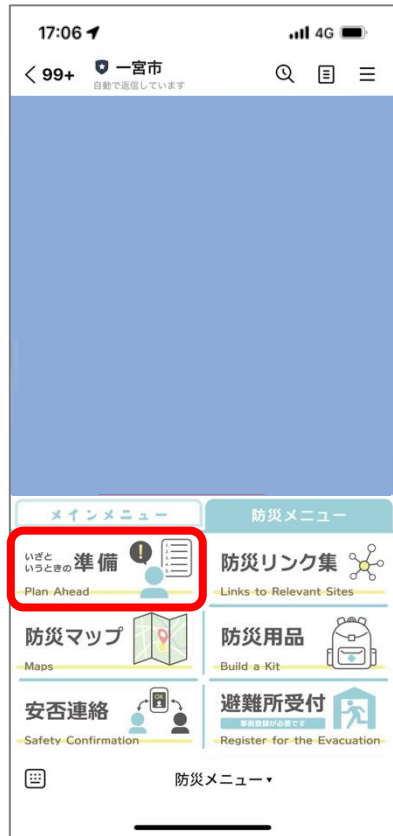 17:06
4G
99+
一宮市
自動で返信しています
メインメニュー
防災メニュー
いざと
いうときの
準備
Plan Ahead
防災リンク集
Links to Relevant Sites
防災マップ
Maps
防災用品
Build a Kit
安否連絡
OK
Safety Confirmation
避難所受付
事前登録が必要です
Register for the Evacuation
防災メニュー▾